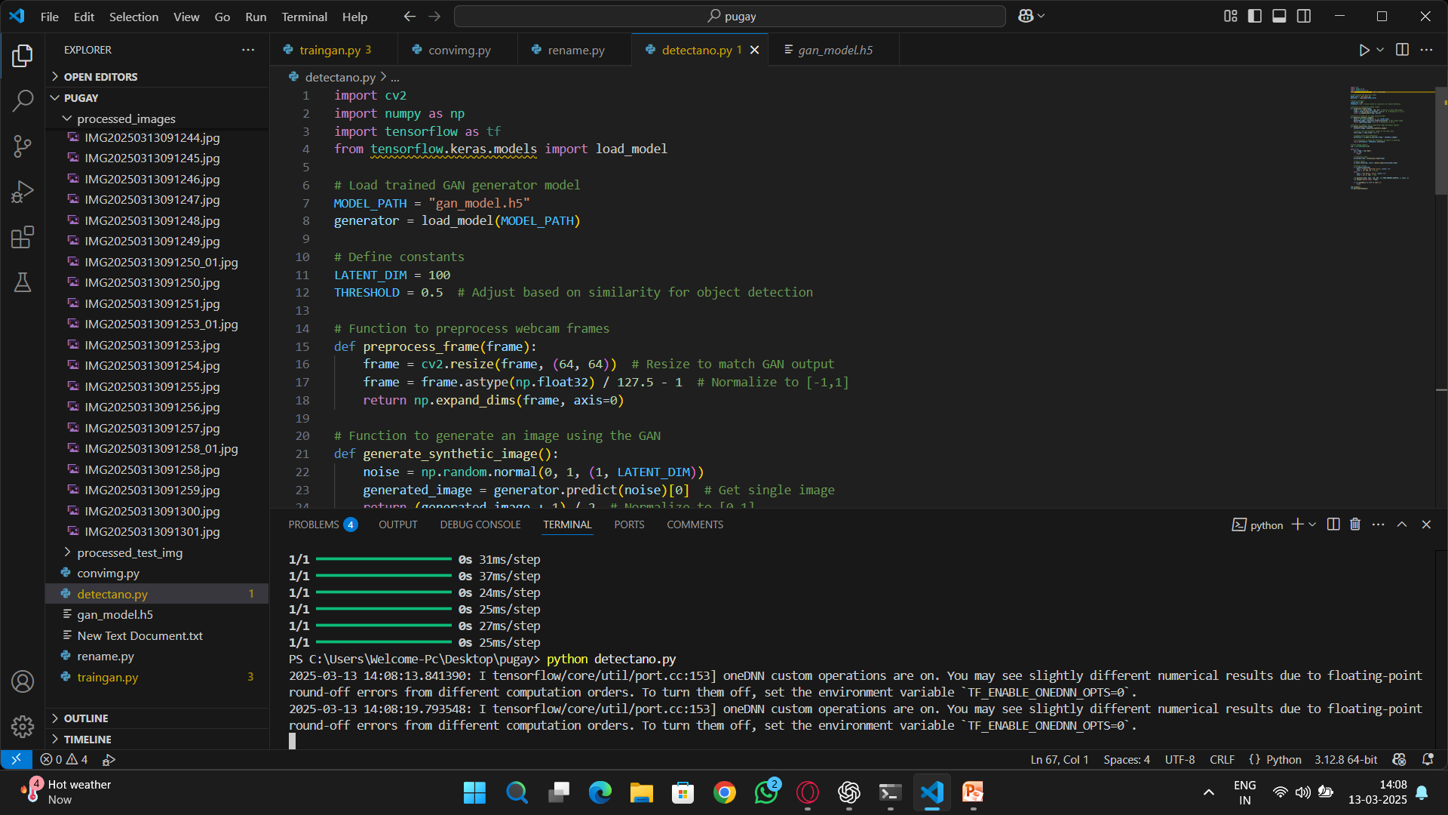 File Edit Selection View Go Run Terminal Help
pugay
EXPLORER
OPEN EDITORS
PUGAY
processed_images
IMG20250313091244.jpg
IMG20250313091245.jpg
IMG20250313091246.jpg
IMG20250313091247.jpg
IMG20250313091248.jpg
IMG20250313091249.jpg
IMG20250313091250_01.jpg
IMG20250313091250.jpg
IMG20250313091251.jpg
IMG20250313091253_01.jpg
IMG20250313091253.jpg
IMG20250313091254.jpg
IMG20250313091255.jpg
IMG20250313091256.jpg
IMG20250313091257.jpg
IMG20250313091258_01.jpg
IMG20250313091258.jpg
IMG20250313091259.jpg
IMG20250313091300.jpg
IMG20250313091301.jpg
processed_test_img
convimg.py
detectano.py 1
gan_model.h5
New Text Document.txt
rename.py
traingan.py 3
OUTLINE
TIMELINE
traingan.py 3 convimg.py rename.py detectano.py 1 gan_model.h5
detectano.py > ...
1 import cv2
2 import numpy as np
3 import tensorflow as tf
4 from tensorflow.keras.models import load_model
5
6 # Load trained GAN generator model
7 MODEL_PATH = "gan_model.h5"
8 generator = load_model(MODEL_PATH)
9
10 # Define constants
11 LATENT_DIM = 100
12 THRESHOLD = 0.5  # Adjust based on similarity for object detection
13
14 # Function to preprocess webcam frames
15 def preprocess_frame(frame):
16     frame = cv2.resize(frame, (64, 64))  # Resize to match GAN output
17     frame = frame.astype(np.float32) / 127.5 - 1  # Normalize to [-1,1]
18     return np.expand_dims(frame, axis=0)
19
20 # Function to generate an image using the GAN
21 def generate_synthetic_image():
22     noise = np.random.normal(0, 1, (1, LATENT_DIM))
23     generated_image = generator.predict(noise)[0]  # Get single image
24     return (generated_image + 1) / 2  # Normalize to [0,1]
PROBLEMS 4 OUTPUT DEBUG CONSOLE TERMINAL PORTS COMMENTS
python
1/1 0s 31ms/step
1/1 0s 37ms/step
1/1 0s 24ms/step
1/1 0s 25ms/step
1/1 0s 27ms/step
1/1 0s 25ms/step
PS C:\Users\Welcome-Pc\Desktop\pugay> python detectano.py
2025-03-13 14:08:13.841390: I tensorflow/core/util/port.cc:153] oneDNN custom operations are on. You may see slightly different numerical results due to floating-point
round-off errors from different computation orders. To turn them off, set the environment variable `TF_ENABLE_ONEDNN_OPTS=0`.
2025-03-13 14:08:19.793548: I tensorflow/core/util/port.cc:153] oneDNN custom operations are on. You may see slightly different numerical results due to floating-point
round-off errors from different computation orders. To turn them off, set the environment variable `TF_ENABLE_ONEDNN_OPTS=0`.
0 4
Ln 67, Col 1 Spaces: 4 UTF-8 CRLF {} Python 3.12.8 64-bit
4
Hot weather
Now
2
ENG
IN
14:08
13-03-2025